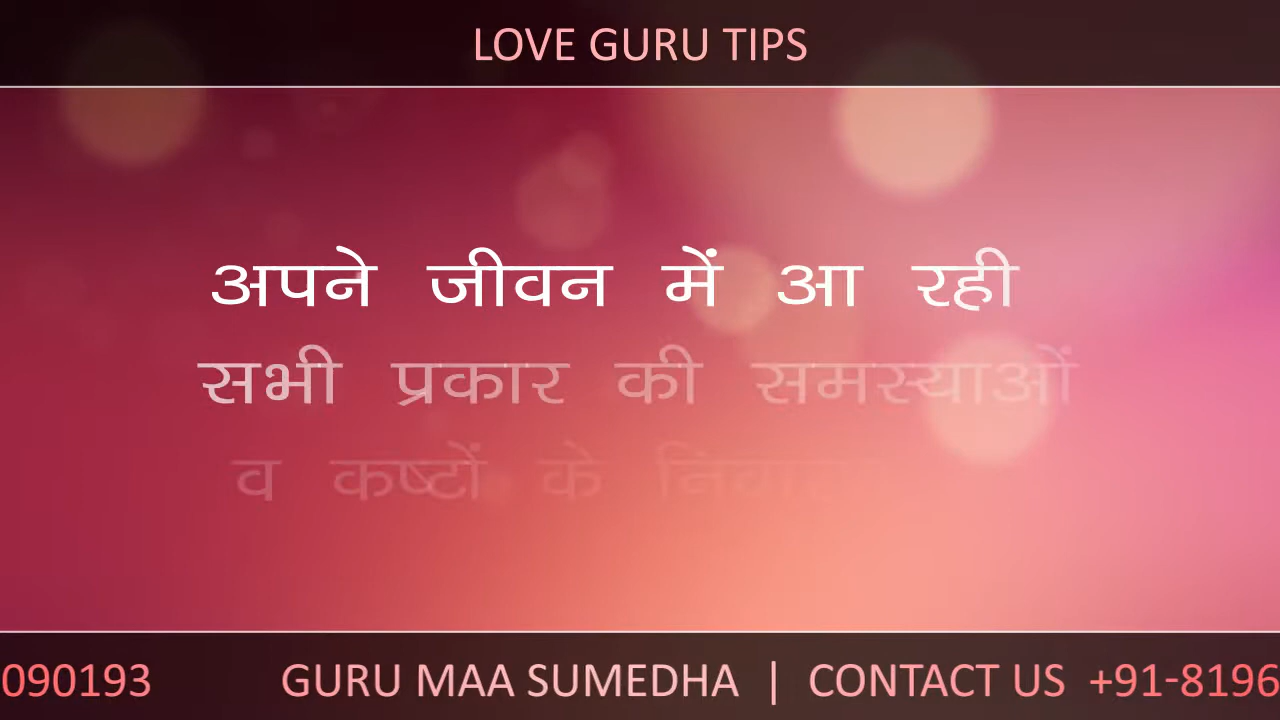 LOVE GURU TIPS
अपने जीवन में आ रही
सभी प्रकार की समस्याओं
व कष्टों के
090193 GURU MAA SUMEDHA | CONTACT US +91-8196